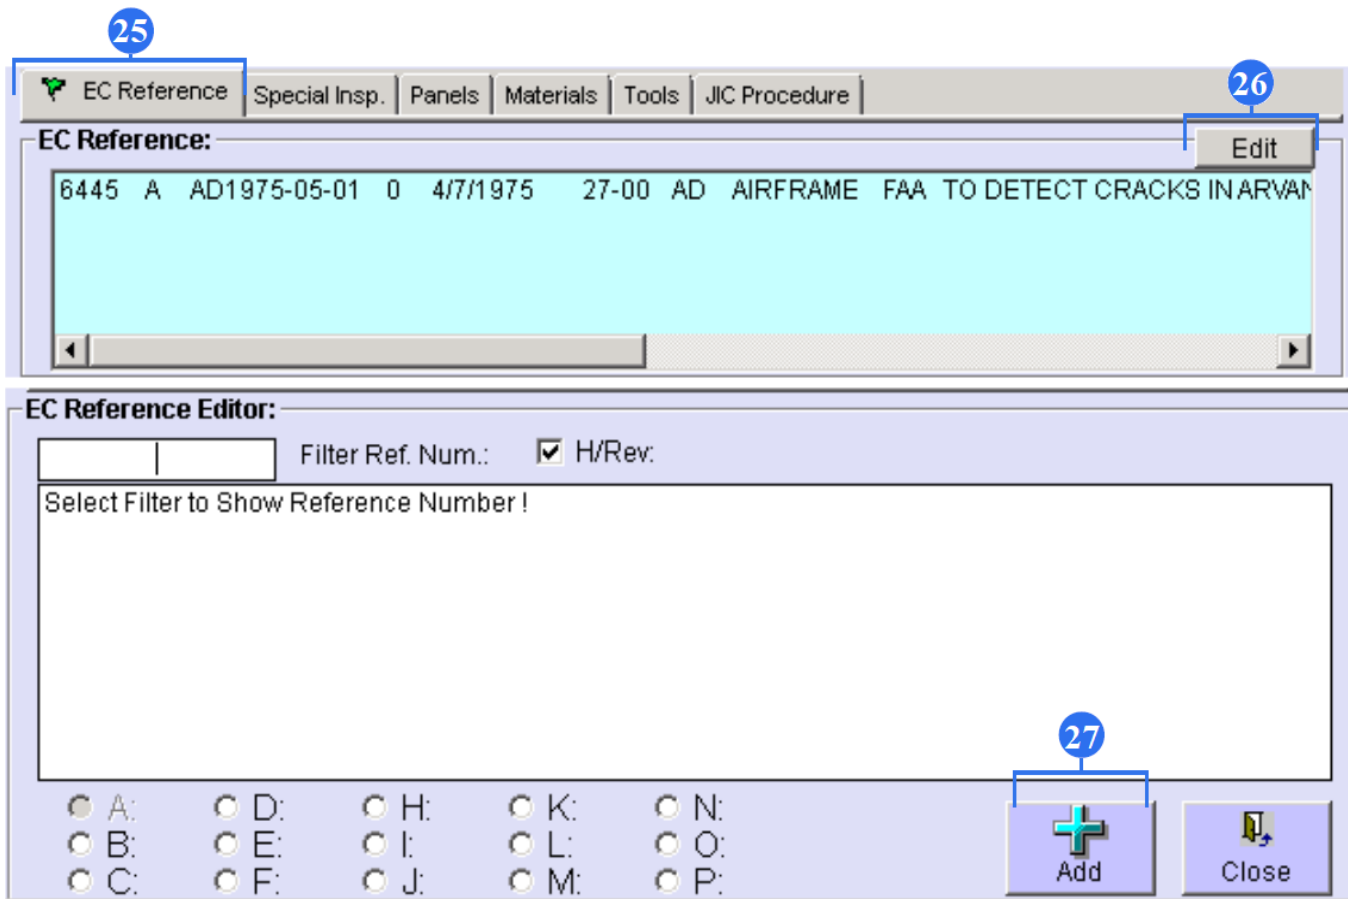 25
EC Reference Special Insp. Panels Materials Tools JIC Procedure
26
EC Reference:
Edit
6445 A AD1975-05-01 0 4/7/1975 27-00 AD AIRFRAME FAA TO DETECT CRACKS IN ARVAN
EC Reference Editor:
Filter Ref. Num.: H/Rev:
Select Filter to Show Reference Number !
27
A: D: H: K: N:
B: E: I: L: O:
C: F: J: M: P:
Add
Close